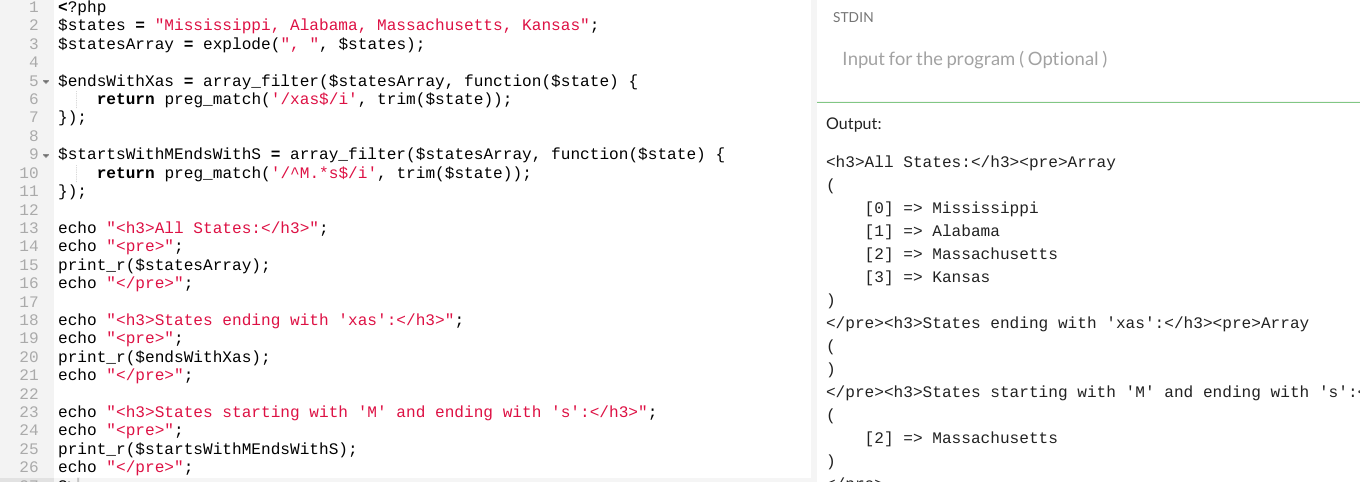 1 <?php
2 $states = "Mississippi, Alabama, Massachusetts, Kansas";
3 $statesArray = explode(", ", $states);
4
5 $endsWithXas = array_filter($statesArray, function($state) {
6     return preg_match('/xas$/i', trim($state));
7 });
8
9 $startsWithMEndsWithS = array_filter($statesArray, function($state) {
10     return preg_match('/^M.*s$/i', trim($state));
11 });
12
13 echo "<h3>All States:</h3>";
14 echo "<pre>";
15 print_r($statesArray);
16 echo "</pre>";
17
18 echo "<h3>States ending with 'xas':</h3>";
19 echo "<pre>";
20 print_r($endsWithXas);
21 echo "</pre>";
22
23 echo "<h3>States starting with 'M' and ending with 's':</h3>";
24 echo "<pre>";
25 print_r($startsWithMEndsWithS);
26 echo "</pre>";
STDIN
Input for the program ( Optional )
Output:
<h3>All States:</h3><pre>Array
(
    [0] => Mississippi
    [1] => Alabama
    [2] => Massachusetts
    [3] => Kansas
)
</pre><h3>States ending with 'xas':</h3><pre>Array
(
)
</pre><h3>States starting with 'M' and ending with 's':
(
    [2] => Massachusetts
)